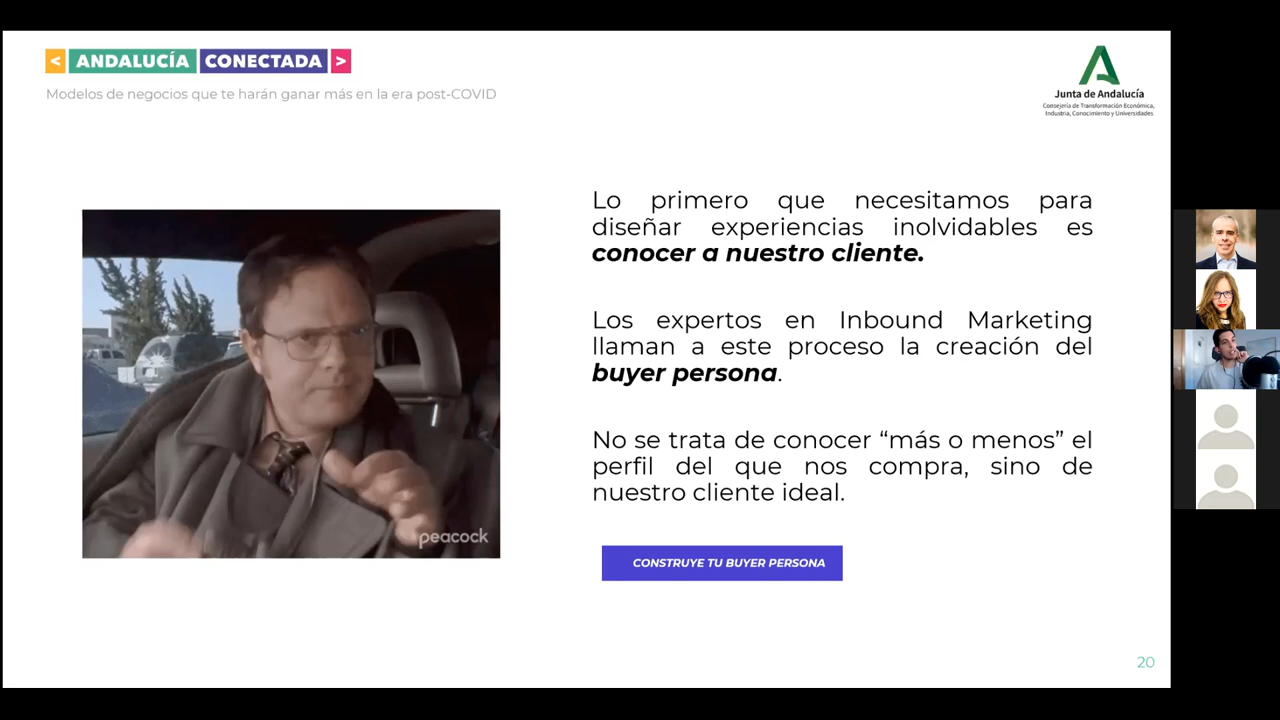 < ANDALUCÍA CONECTADA >
Modelos de negocios que te harán ganar más en la era post-COVID
Junta de Andalucía
Consejería de Transformación Económica,
Industria, Conocimiento y Universidades
Lo primero que necesitamos para
diseñar experiencias inolvidables es
conocer a nuestro cliente.
Los expertos en Inbound Marketing
llaman a este proceso la creación del
buyer persona.
No se trata de conocer “más o menos” el
perfil del que nos compra, sino de
nuestro cliente ideal.
peacock
CONSTRUYE TU BUYER PERSONA
20